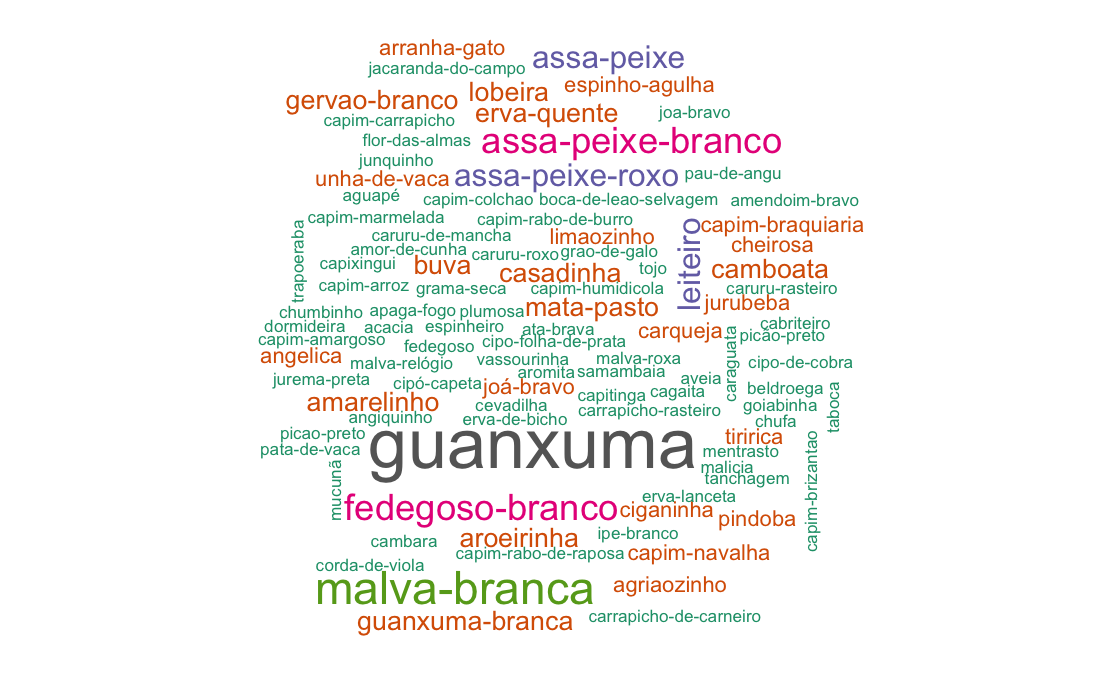 arranha-gato
assa-peixe
jacaranda-do-campo
espinho-agulha
lobeira
gervao-branco
erva-quente
joa-bravo
capim-carrapicho
flor-das-almas
assa-peixe-branco
junquinho
unha-de-vaca
assa-peixe-roxo
pau-de-angu
aguapé
capim-colchao
boca-de-leao-selvagem
amendoim-bravo
capim-marmelada
capim-rabo-de-burro
capim-braquiaria
trapoeraba
caruru-de-mancha
limaozinho
leiteiro
cheirosa
amor-de-cunha
caruru-roxo
grao-de-galo
capixingui
buva
casadinha
tojo
camboata
capim-arroz
grama-seca
capim-humidicola
caruru-rasteiro
chumbinho
apaga-fogo
plumosa
mata-pasto
jurubeba
dormideira
acacia
espinheiro
ata-brava
carqueja
cabriteiro
capim-amargoso
fedegoso
cipo-folha-de-prata
caraguata
picão-preto
angelica
malva-relógio
vassourinha
malva-roxa
cipo-de-cobra
aromita
samambaia
jurema-preta
cipó-capeta
joá-bravo
aveia
capitinga
cagaita
beldroega
taboca
amarelinho
cevadilha
carrapicho-rasteiro
goiabinha
angiquinho
erva-de-bicho
chufa
picao-preto
guanxuma
tiririca
pata-de-vaca
mentrasto
mucunã
malicia
tanchagem
capim-brizantao
erva-lanceta
fedegoso-branco
ciganinha
pindoba
cambara
aroeirinha
ipe-branco
capim-rabo-de-raposa
capim-navalha
corda-de-viola
malva-branca
agriaozinho
guanxuma-branca
carrapicho-de-carneiro